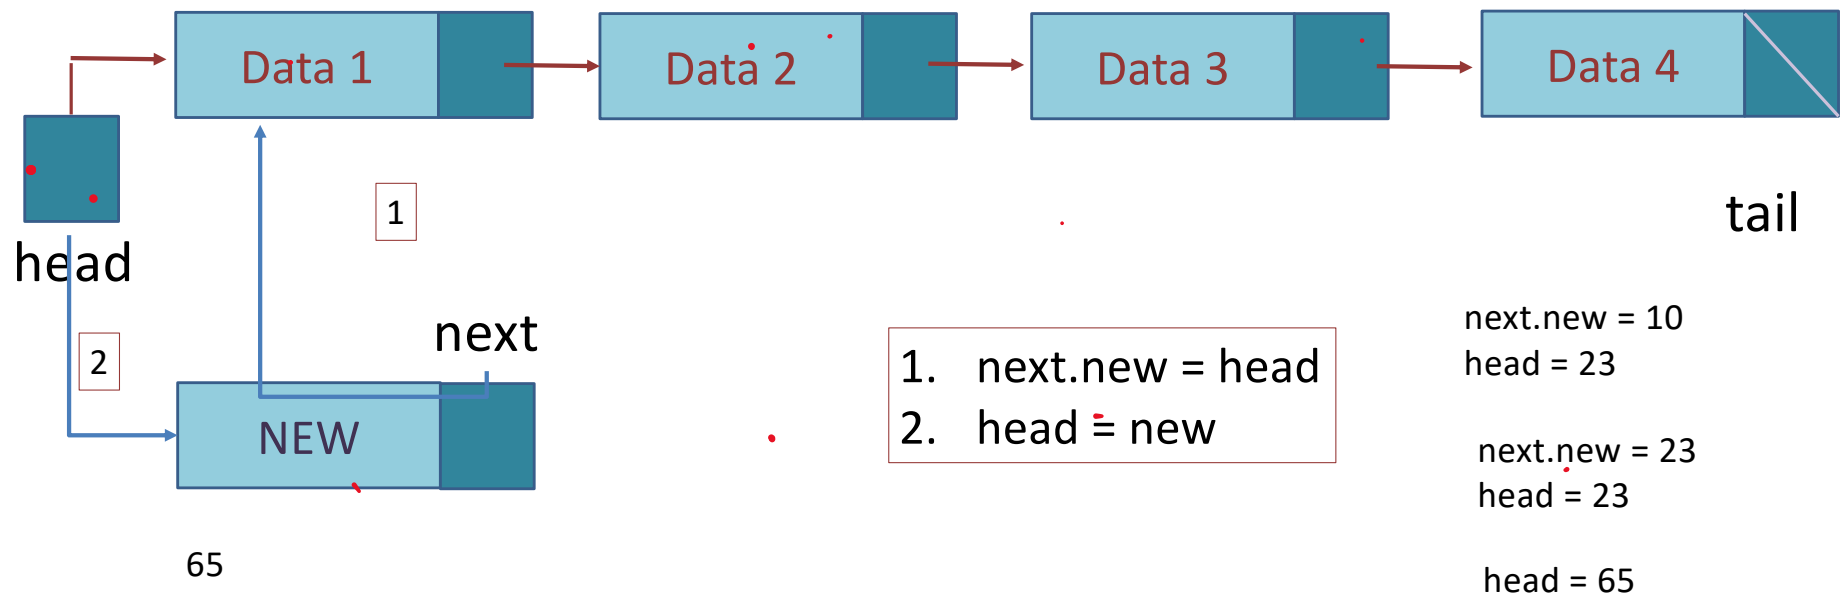 Data 1
Data 2
Data 3
Data 4
1
tail
head
next
2
1. next.new = head
2. head = new
NEW
next.new = 10
head = 23
next.new = 23
head = 23
65
head = 65